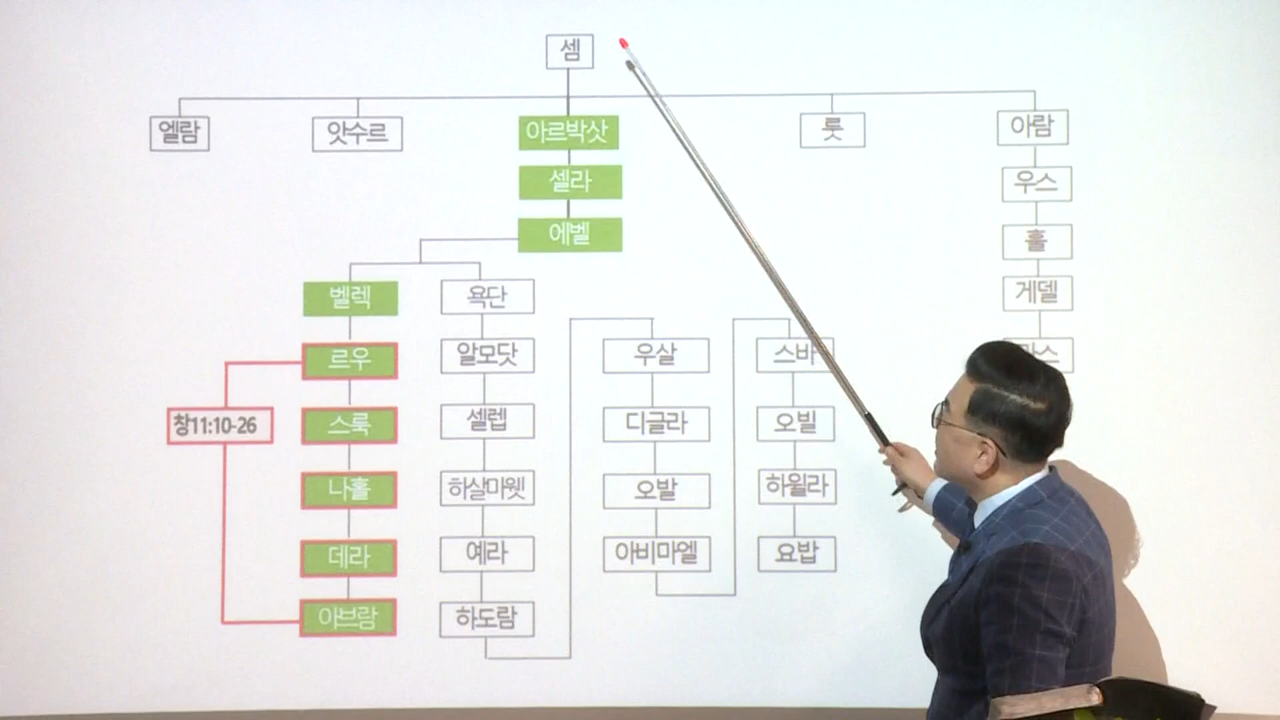 셈
엘람
앗수르
아르박삿
룻
아람
셀라
우스
에벨
훌
게델
벨렉
욕단
르우
알모닷
우살
스바
창11:10-26
스룩
셀렙
디글라
오빌
나홀
하살마웻
오발
하윌라
데라
예라
아비마엘
요밥
아브람
하도람